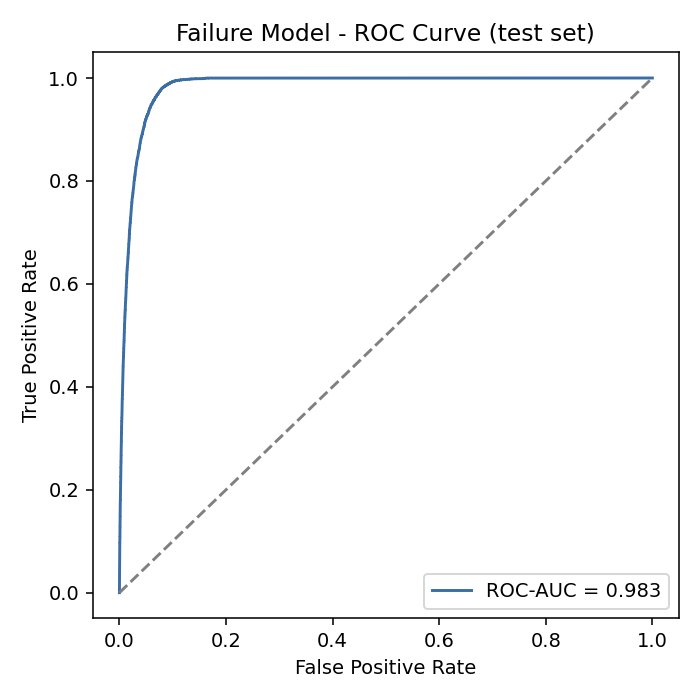 Failure Model - ROC Curve (test set)
True Positive Rate
1.0
0.8
0.6
0.4
0.2
0.0
ROC-AUC = 0.983
0.0 0.2 0.4 0.6 0.8 1.0
False Positive Rate